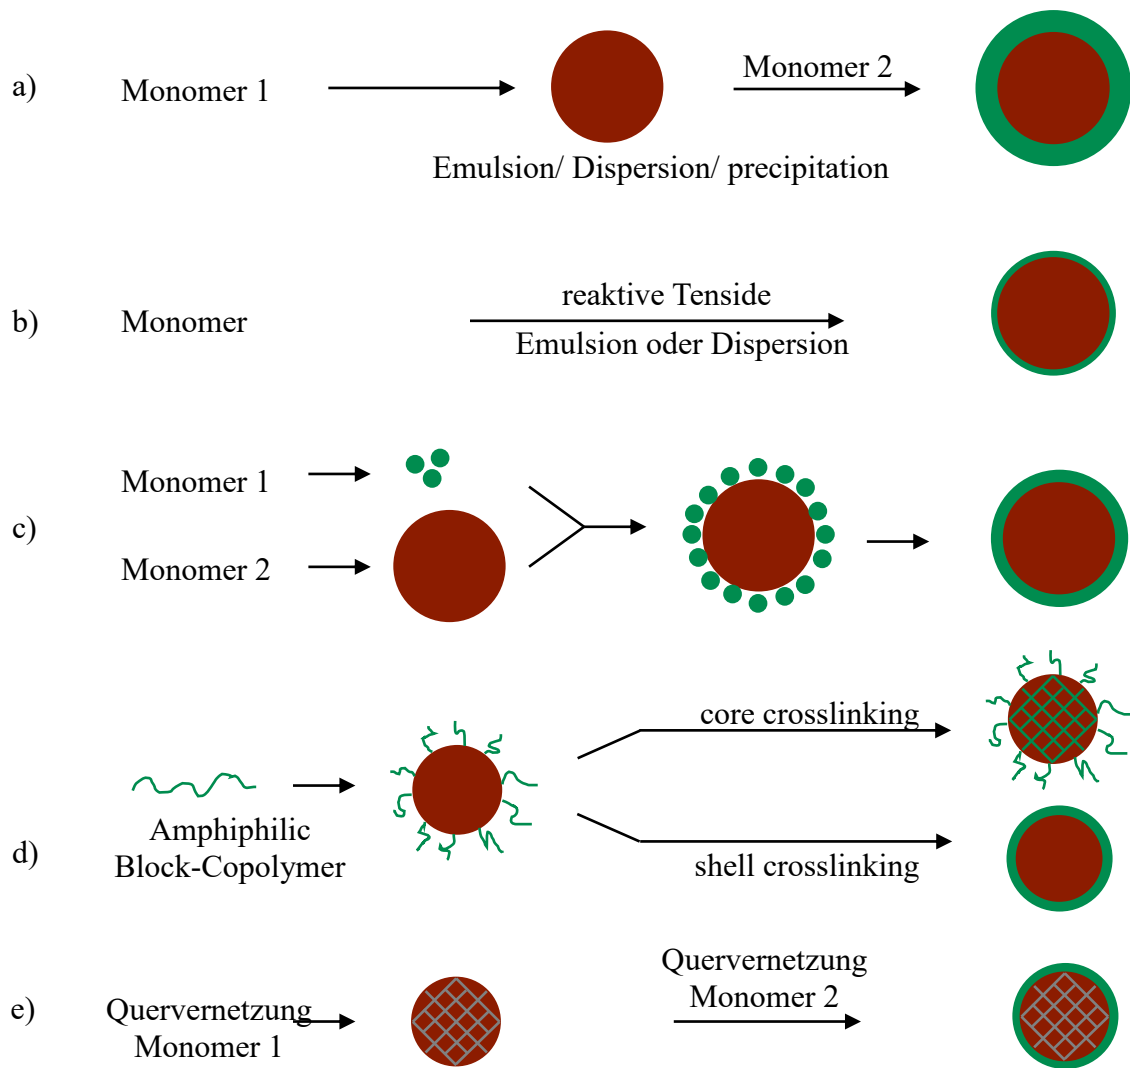 a)
Monomer 1
Monomer 2
Emulsion/ Dispersion/ precipitation
b)
Monomer
reaktive Tenside
Emulsion oder Dispersion
c)
Monomer 1
Monomer 2
d)
Amphiphilic
Block-Copolymer
core crosslinking
shell crosslinking
e)
Quervernetzung
Monomer 1
Quervernetzung
Monomer 2